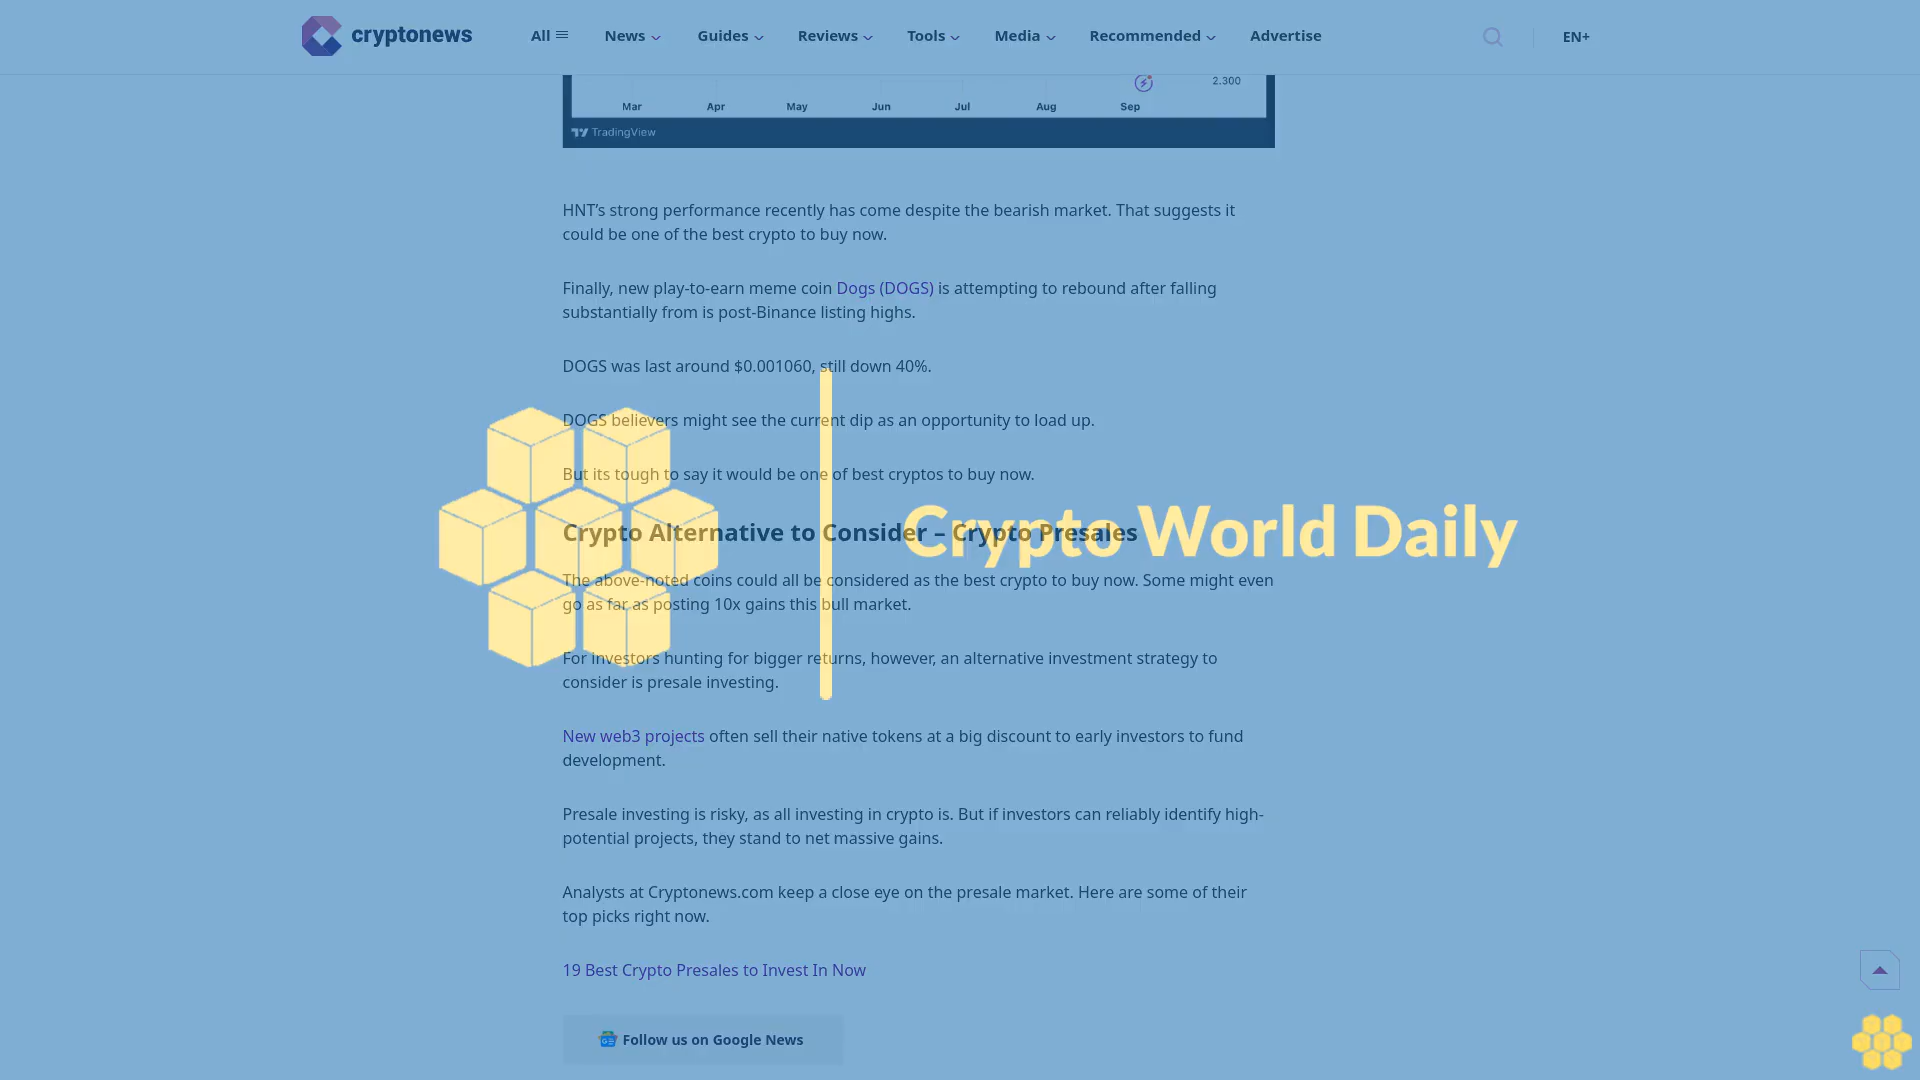 cryptonews
All News Guides Reviews Tools Media Recommended Advertise EN+
2.300
Mar Apr May Jun Jul Aug Sep
TradingView
HNT’s strong performance recently has come despite the bearish market. That suggests it
could be one of the best crypto to buy now.
Finally, new play-to-earn meme coin Dogs (DOGS) is attempting to rebound after falling
substantially from is post-Binance listing highs.
DOGS was last around $0.001060, still down 40%.
DOGS believers might see the current dip as an opportunity to load up.
But its tough to say it would be one of best cryptos to buy now.
Crypto Alternative to Consider – Crypto Presales
Crypto World Daily
The above-noted coins could all be considered as the best crypto to buy now. Some might even
go as far as posting 10x gains this bull market.
For investors hunting for bigger returns, however, an alternative investment strategy to
consider is presale investing.
New web3 projects often sell their native tokens at a big discount to early investors to fund
development.
Presale investing is risky, as all investing in crypto is. But if investors can reliably identify high-
potential projects, they stand to net massive gains.
Analysts at Cryptonews.com keep a close eye on the presale market. Here are some of their
top picks right now.
19 Best Crypto Presales to Invest In Now
Follow us on Google News